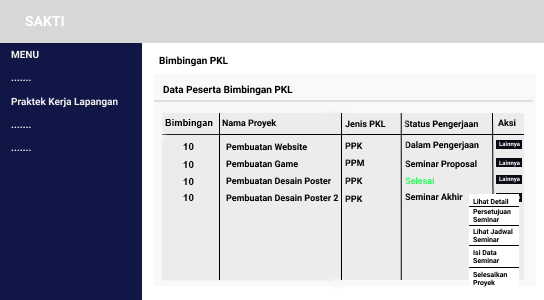 SAKTI
MENU
.......
Praktek Kerja Lapangan
.......
.......
Bimbingan PKL
Data Peserta Bimbingan PKL
Bimbingan Nama Proyek Jenis PKL Status Pengerjaan Aksi
10 Pembuatan Website PPK Dalam Pengerjaan Lainnya
10 Pembuatan Game PPM Seminar Proposal Lainnya
10 Pembuatan Desain Poster PPK Selesai Lainnya
10 Pembuatan Desain Poster 2 PPK Seminar Akhir
Lihat Detail
Persetujuan
Seminar
Lihat Jadwal
Seminar
Isi Data
Seminar
Selesaikan
Proyek